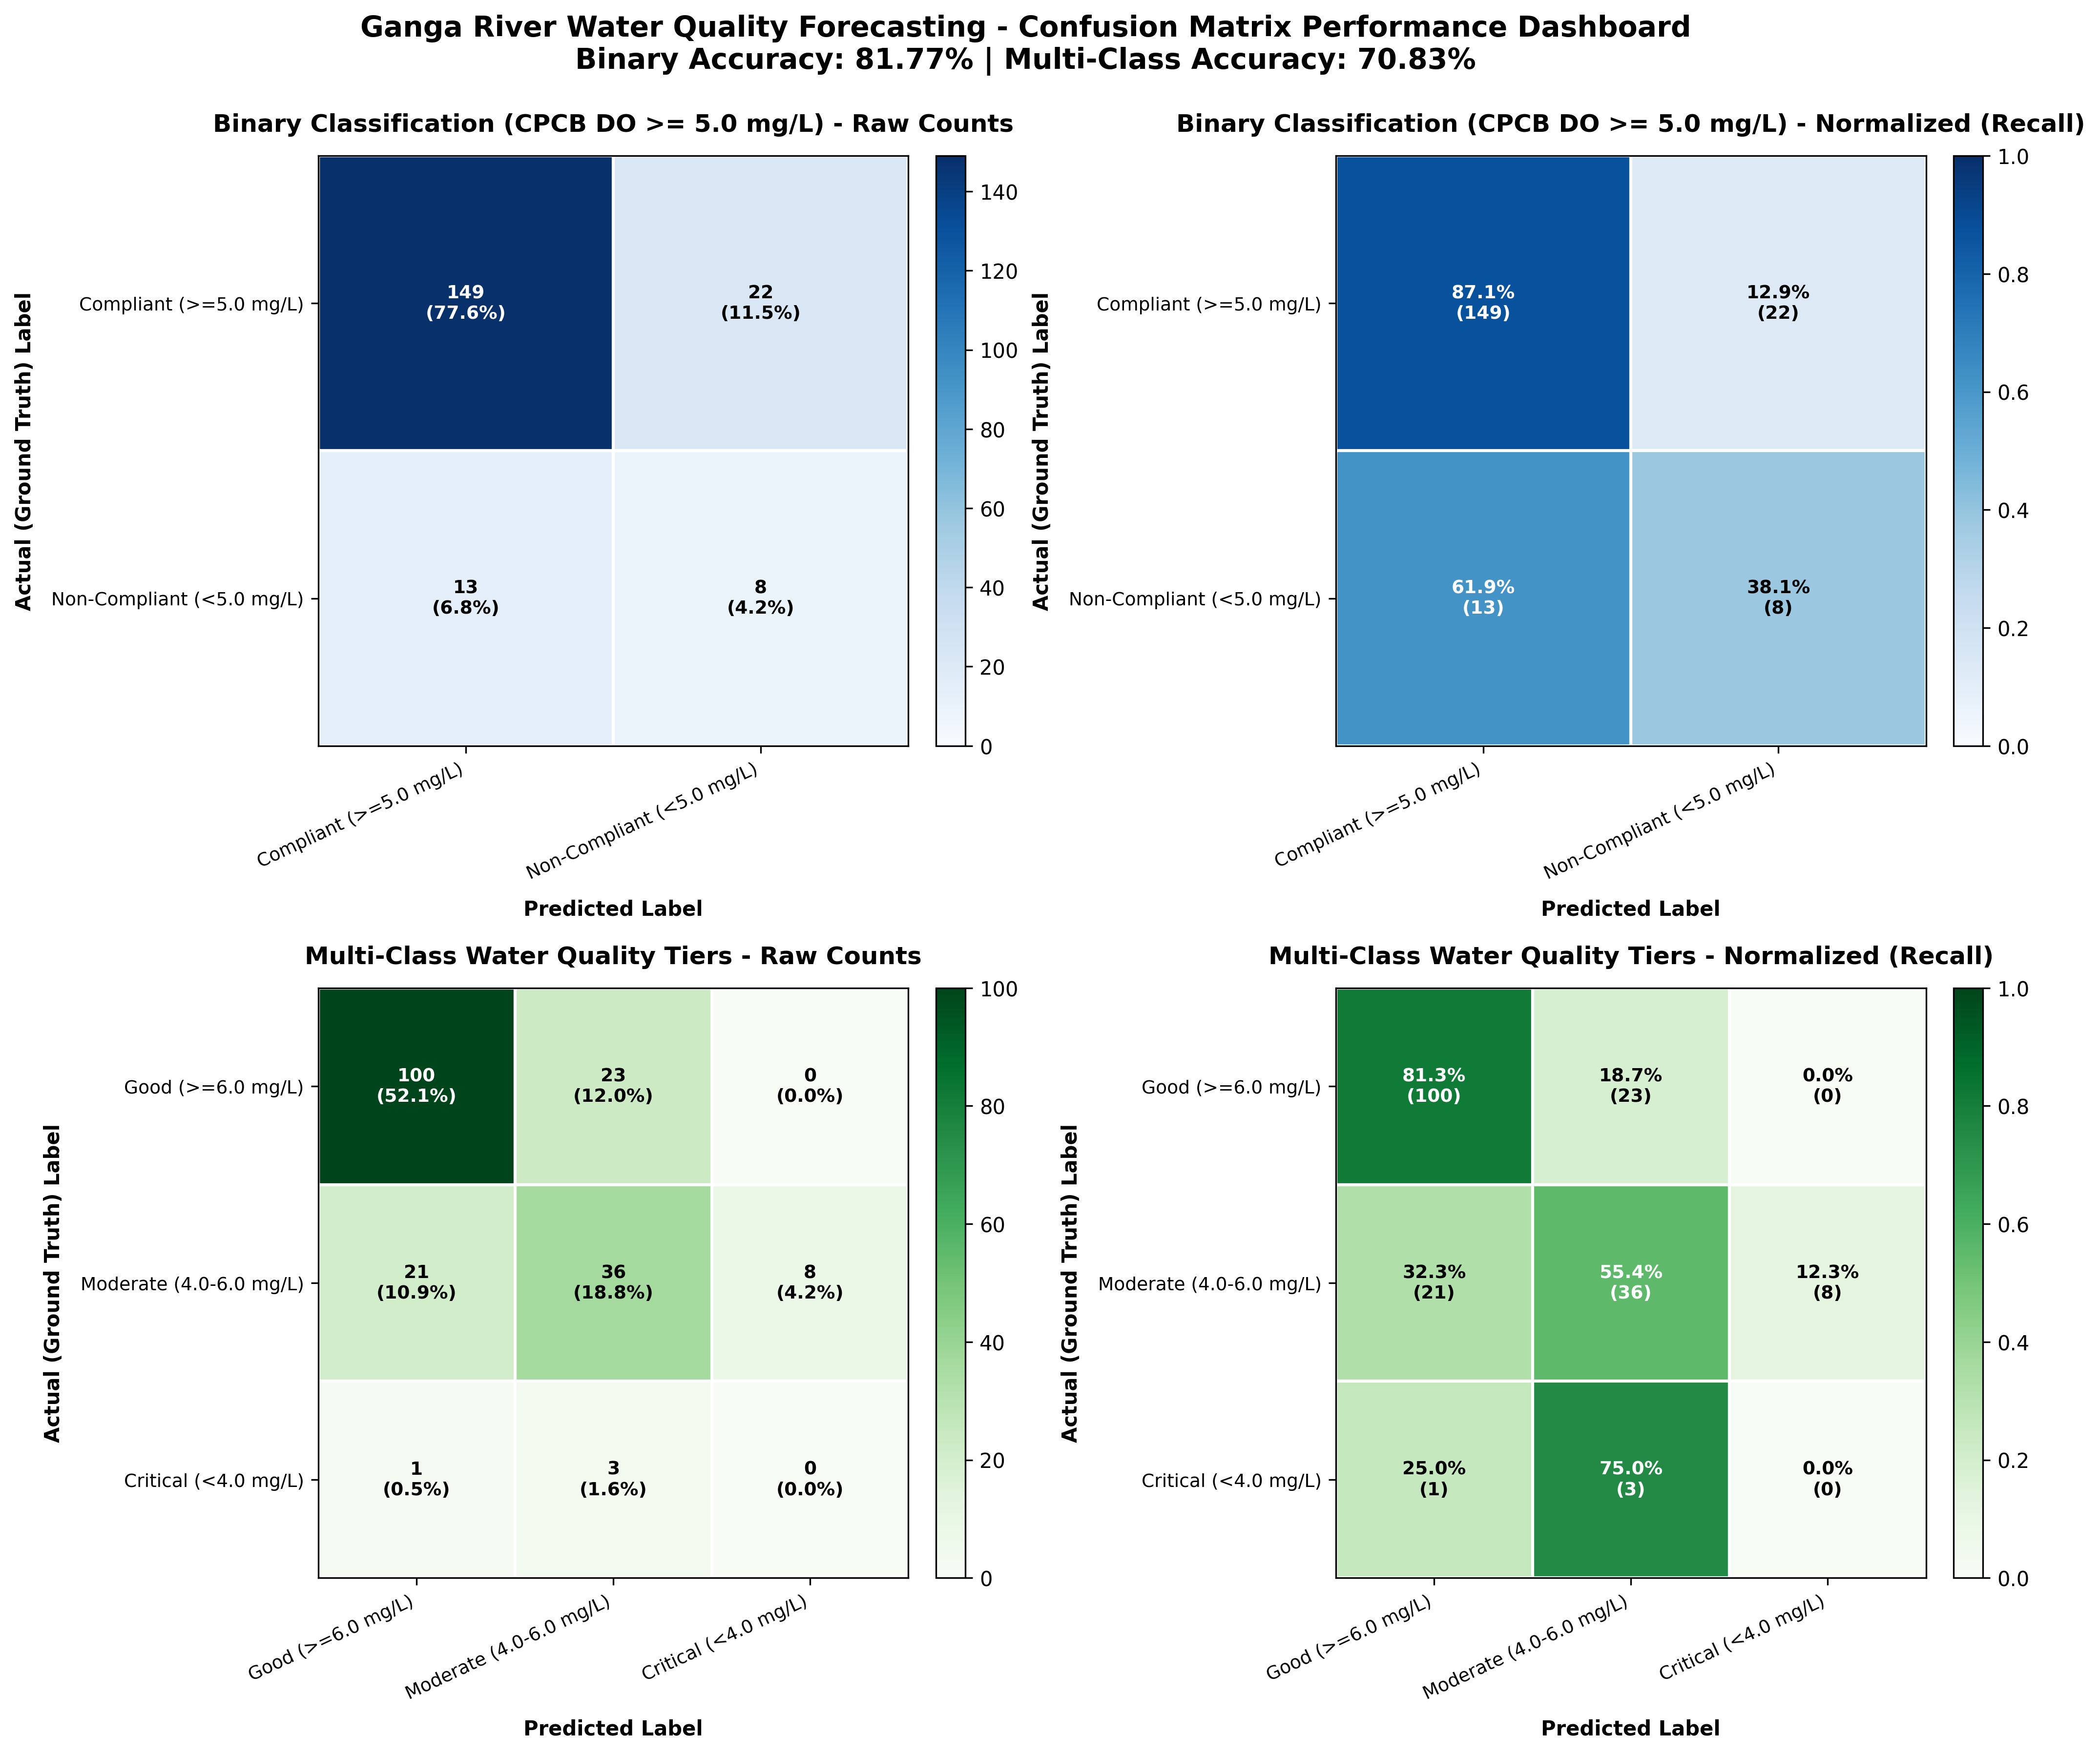 Ganga River Water Quality Forecasting - Confusion Matrix Performance Dashboard
Binary Accuracy: 81.77% | Multi-Class Accuracy: 70.83%
Binary Classification (CPCB DO >= 5.0 mg/L) - Raw Counts
Actual (Ground Truth) Label
Compliant (>=5.0 mg/L)
149
(77.6%)
22
(11.5%)
Non-Compliant (<5.0 mg/L)
13
(6.8%)
8
(4.2%)
140
120
100
80
60
40
20
0
Compliant (>=5.0 mg/L)
Non-Compliant (<5.0 mg/L)
Predicted Label
Binary Classification (CPCB DO >= 5.0 mg/L) - Normalized (Recall)
Actual (Ground Truth) Label
Compliant (>=5.0 mg/L)
87.1%
(149)
12.9%
(22)
Non-Compliant (<5.0 mg/L)
61.9%
(13)
38.1%
(8)
1.0
0.8
0.6
0.4
0.2
0.0
Compliant (>=5.0 mg/L)
Non-Compliant (<5.0 mg/L)
Predicted Label
Multi-Class Water Quality Tiers - Raw Counts
Actual (Ground Truth) Label
Good (>=6.0 mg/L)
100
(52.1%)
23
(12.0%)
0
(0.0%)
Moderate (4.0-6.0 mg/L)
21
(10.9%)
36
(18.8%)
8
(4.2%)
Critical (<4.0 mg/L)
1
(0.5%)
3
(1.6%)
0
(0.0%)
100
80
60
40
20
0
Good (>=6.0 mg/L)
Moderate (4.0-6.0 mg/L)
Critical (<4.0 mg/L)
Predicted Label
Multi-Class Water Quality Tiers - Normalized (Recall)
Actual (Ground Truth) Label
Good (>=6.0 mg/L)
81.3%
(100)
18.7%
(23)
0.0%
(0)
Moderate (4.0-6.0 mg/L)
32.3%
(21)
55.4%
(36)
12.3%
(8)
Critical (<4.0 mg/L)
25.0%
(1)
75.0%
(3)
0.0%
(0)
1.0
0.8
0.6
0.4
0.2
0.0
Good (>=6.0 mg/L)
Moderate (4.0-6.0 mg/L)
Critical (<4.0 mg/L)
Predicted Label